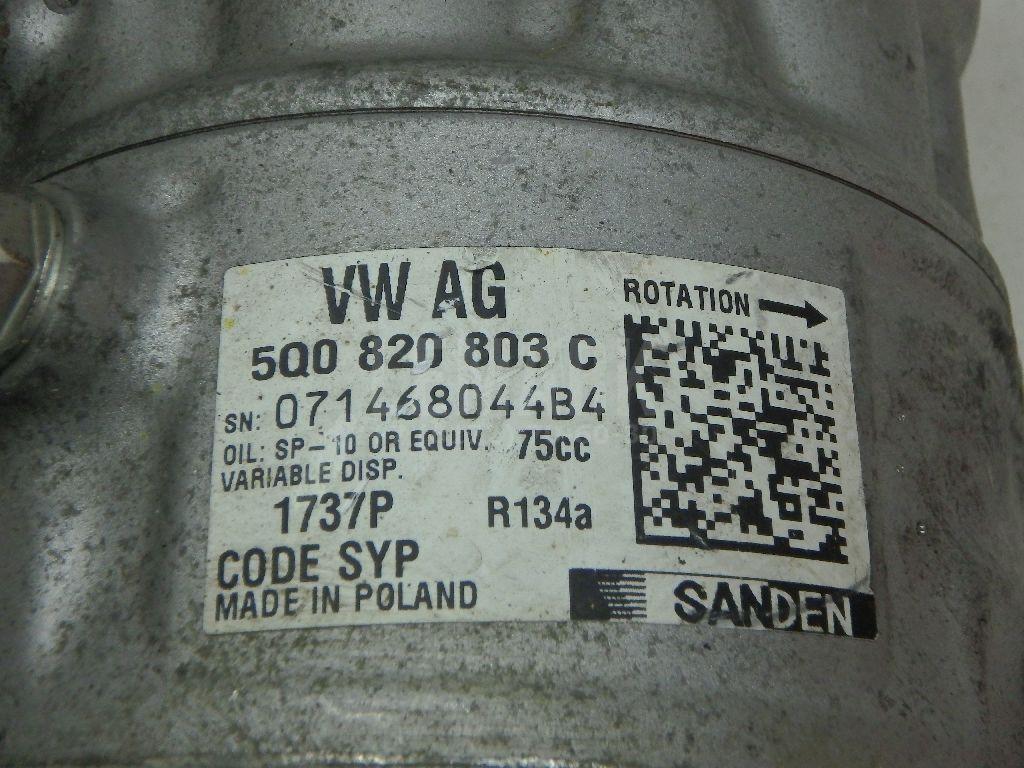 VW AG
5Q0 820 803 C
SN: 071468044B4
OIL: SP-10 OR EQUIV. 75cc
VARIABLE DISP.
1737P R134a
CODE SYP
MADE IN POLAND
ROTATION
SANDEN